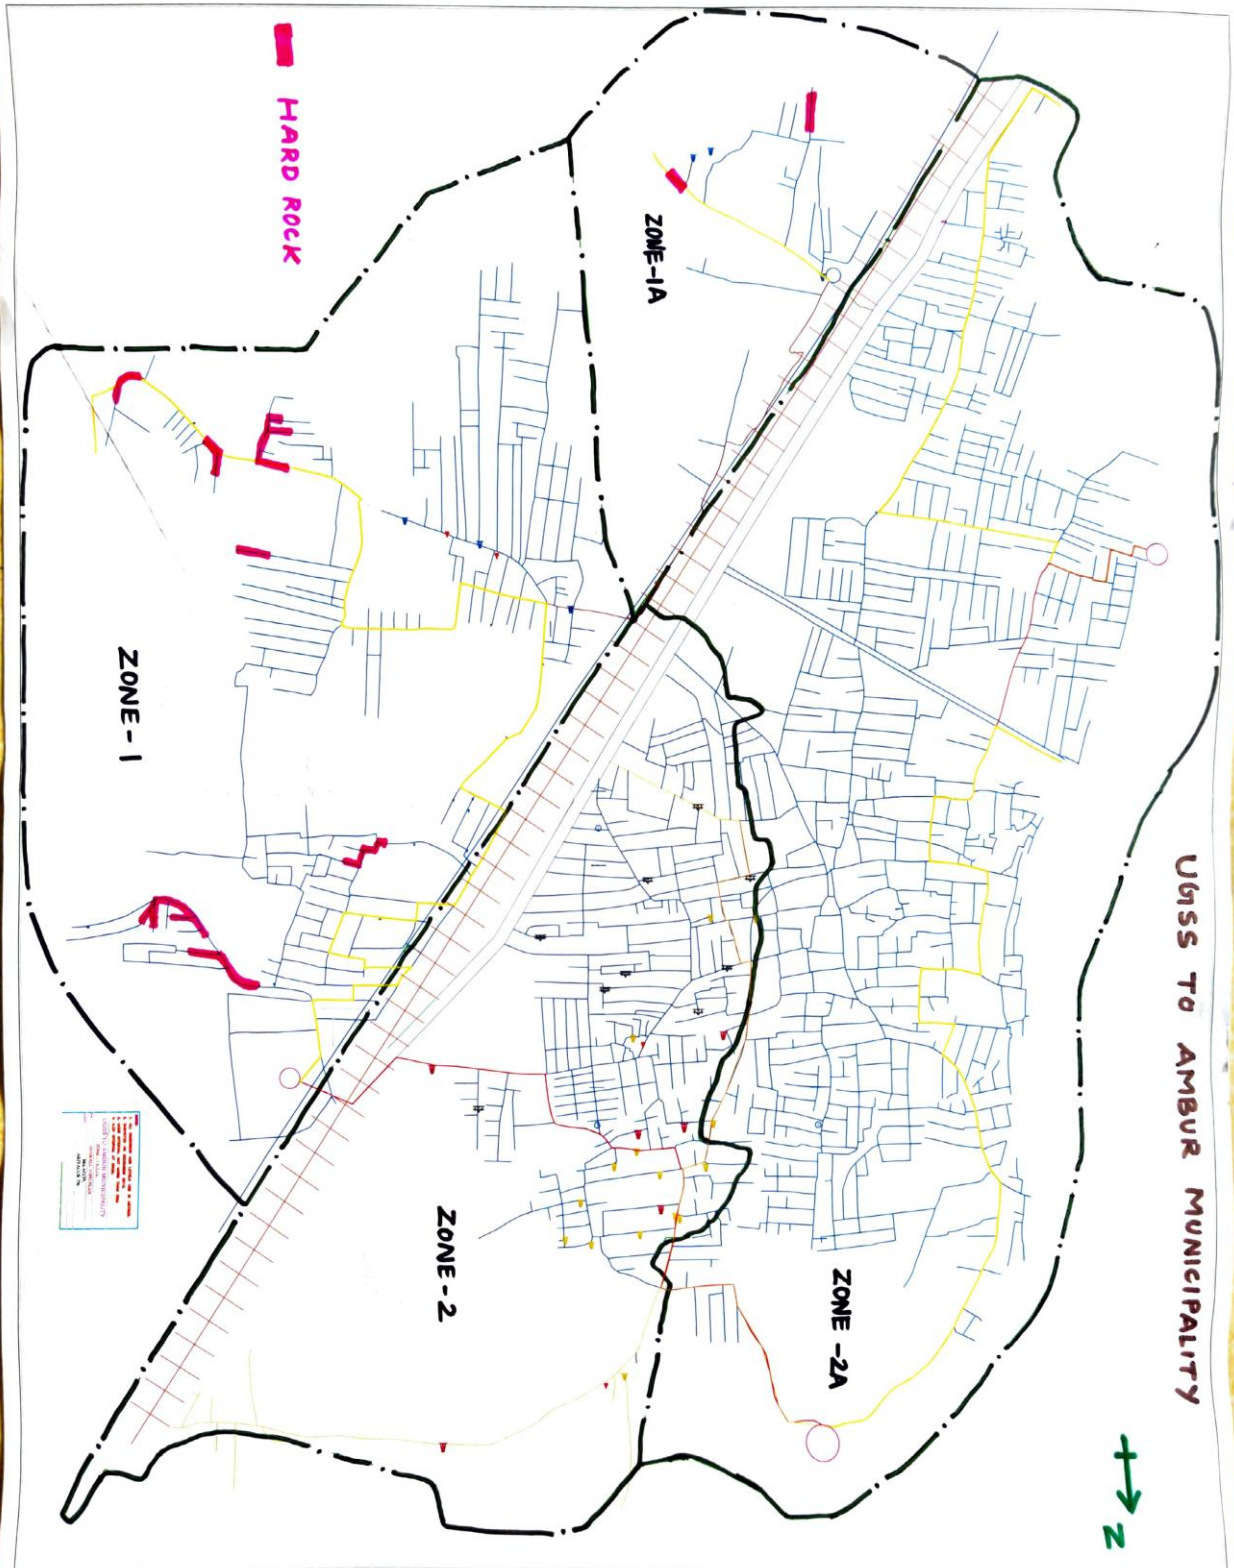 UGSS TO AMBUR MUNICIPALITY
N
HARD ROCK
ZONE-1A
ZONE-1
ZONE-2
ZONE-2A